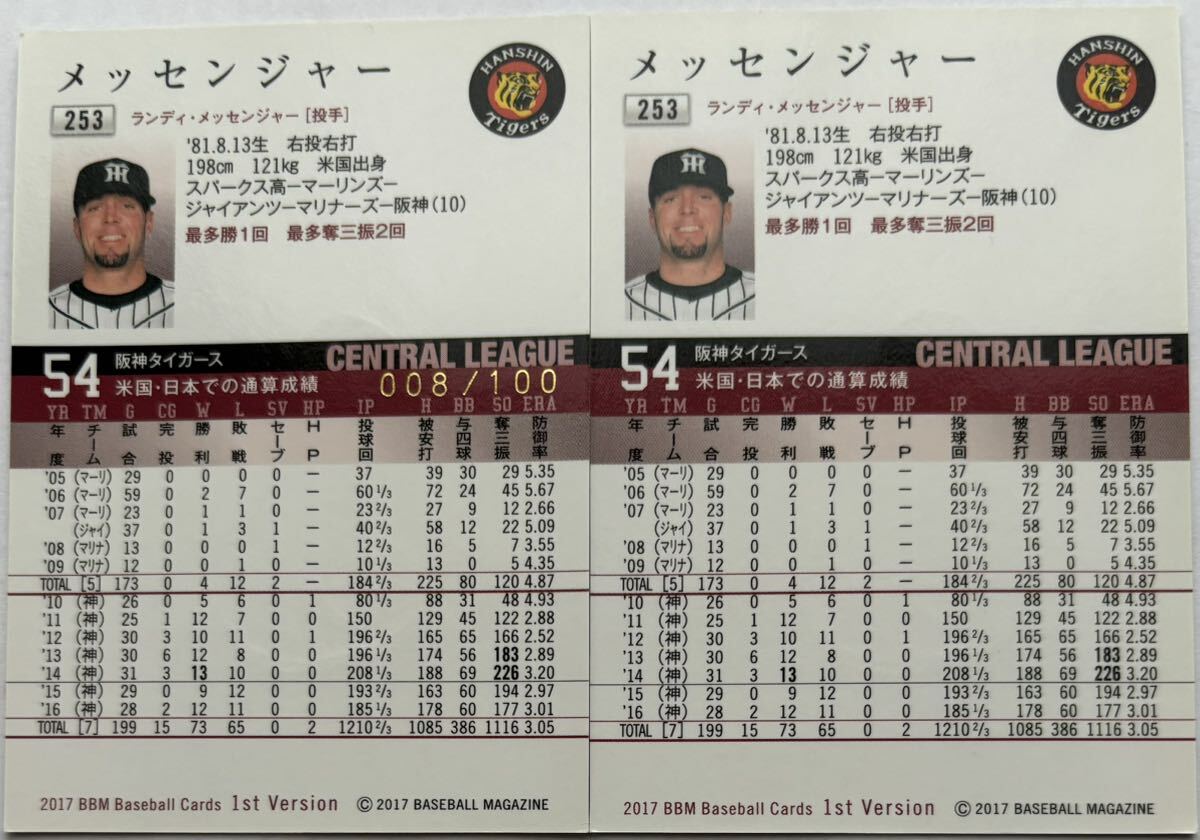 メッセンジャー
HANSHIN Tigers
253 ランディ・メッセンジャー［投手］
'81.8.13生 右投右打
198cm 121kg 米国出身
スパークス高ーマーリンズー
ジャイアンツーマリナーズー阪神(10)
最多勝1回 最多奪三振2回
54 阪神タイガース CENTRAL LEAGUE
米国・日本での通算成績 008/100
YR TM G CG W L SV HP IP H BB SO ERA
年度 チーム 試合 完投 勝利 敗戦 セーブ HP 投球回 被安打 与四球 奪三振 防御率
'05 (マーリ) 29 0 0 0 0 － 37 39 30 29 5.35
'06 (マーリ) 59 0 2 7 0 － 60 1/3 72 24 45 5.67
'07 (マーリ) 23 0 1 1 0 － 23 2/3 27 9 12 2.66
(ジャイ) 37 0 1 3 1 － 40 2/3 58 12 22 5.09
'08 (マリナ) 13 0 0 0 1 － 12 2/3 16 5 7 3.55
'09 (マリナ) 12 0 0 1 0 － 10 1/3 13 0 5 4.35
TOTAL [5] 173 0 4 12 2 － 184 2/3 225 80 120 4.87
'10 (神) 26 0 5 6 0 1 80 1/3 88 31 48 4.93
'11 (神) 25 1 12 7 0 0 150 129 45 122 2.88
'12 (神) 30 3 10 11 0 1 196 2/3 165 65 166 2.52
'13 (神) 30 6 12 8 0 0 196 1/3 174 56 183 2.89
'14 (神) 31 3 13 10 0 0 208 1/3 188 69 226 3.20
'15 (神) 29 0 9 12 0 0 193 2/3 163 60 194 2.97
'16 (神) 28 2 12 11 0 0 185 1/3 178 60 177 3.01
TOTAL [7] 199 15 73 65 0 2 1210 2/3 1085 386 1116 3.05
2017 BBM Baseball Cards 1st Version © 2017 BASEBALL MAGAZINE
メッセンジャー
HANSHIN Tigers
253 ランディ・メッセンジャー［投手］
'81.8.13生 右投右打
198cm 121kg 米国出身
スパークス高ーマーリンズー
ジャイアンツーマリナーズー阪神(10)
最多勝1回 最多奪三振2回
54 阪神タイガース CENTRAL LEAGUE
米国・日本での通算成績
YR TM G CG W L SV HP IP H BB SO ERA
年度 チーム 試合 完投 勝利 敗戦 セーブ HP 投球回 被安打 与四球 奪三振 防御率
'05 (マーリ) 29 0 0 0 0 － 37 39 30 29 5.35
'06 (マーリ) 59 0 2 7 0 － 60 1/3 72 24 45 5.67
'07 (マーリ) 23 0 1 1 0 － 23 2/3 27 9 12 2.66
(ジャイ) 37 0 1 3 1 － 40 2/3 58 12 22 5.09
'08 (マリナ) 13 0 0 0 1 － 12 2/3 16 5 7 3.55
'09 (マリナ) 12 0 0 1 0 － 10 1/3 13 0 5 4.35
TOTAL [5] 173 0 4 12 2 － 184 2/3 225 80 120 4.87
'10 (神) 26 0 5 6 0 1 80 1/3 88 31 48 4.93
'11 (神) 25 1 12 7 0 0 150 129 45 122 2.88
'12 (神) 30 3 10 11 0 1 196 2/3 165 65 166 2.52
'13 (神) 30 6 12 8 0 0 196 1/3 174 56 183 2.89
'14 (神) 31 3 13 10 0 0 208 1/3 188 69 226 3.20
'15 (神) 29 0 9 12 0 0 193 2/3 163 60 194 2.97
'16 (神) 28 2 12 11 0 0 185 1/3 178 60 177 3.01
TOTAL [7] 199 15 73 65 0 2 1210 2/3 1085 386 1116 3.05
2017 BBM Baseball Cards 1st Version © 2017 BASEBALL MAGAZINE